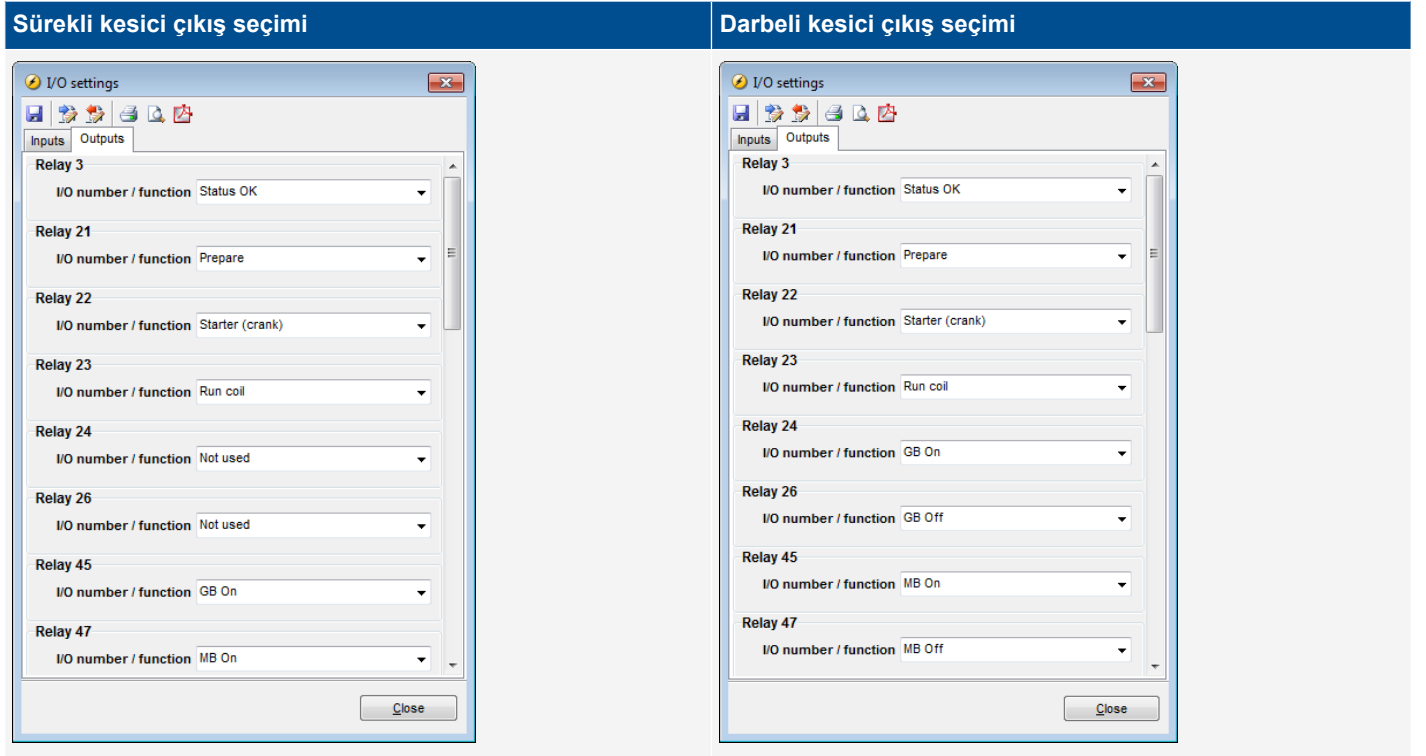 Sürekli kesici çıkış seçimi
I/O settings
Inputs Outputs
Relay 3
I/O number / function Status OK
Relay 21
I/O number / function Prepare
Relay 22
I/O number / function Starter (crank)
Relay 23
I/O number / function Run coil
Relay 24
I/O number / function Not used
Relay 26
I/O number / function Not used
Relay 45
I/O number / function GB On
Relay 47
I/O number / function MB On
Close
Darbeli kesici çıkış seçimi
I/O settings
Inputs Outputs
Relay 3
I/O number / function Status OK
Relay 21
I/O number / function Prepare
Relay 22
I/O number / function Starter (crank)
Relay 23
I/O number / function Run coil
Relay 24
I/O number / function GB On
Relay 26
I/O number / function GB Off
Relay 45
I/O number / function MB On
Relay 47
I/O number / function MB Off
Close